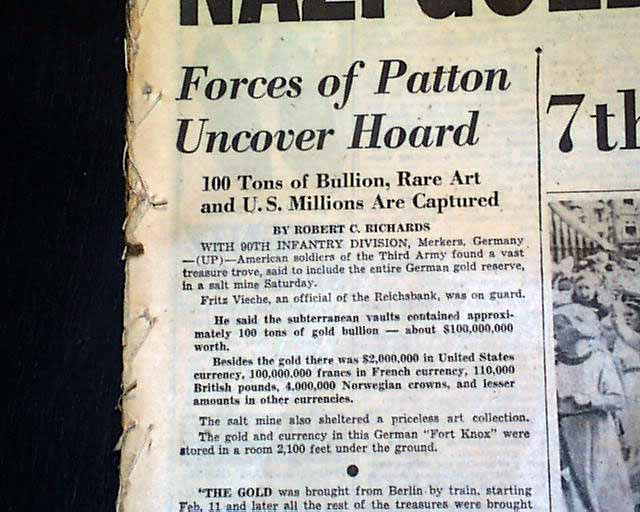 NAZI GOLD
Forces of Patton
Uncover Hoard
100 Tons of Bullion, Rare Art
and U.S. Millions Are Captured
BY ROBERT C. RICHARDS
WITH 90TH INFANTRY DIVISION, Merkers, Germany
—(UP)—American soldiers of the Third Army found a vast
treasure trove, said to include the entire German gold reserve,
in a salt mine Saturday.
Fritz Vieche, an official of the Reichsbank, was on guard.
He said the subterranean vaults contained approxi-
mately 100 tons of gold bullion — about $100,000,000
worth.
Besides the gold there was $2,000,000 in United States
currency, 100,000,000 francs in French currency, 110,000
British pounds, 4,000,000 Norwegian crowns, and lesser
amounts in other currencies.
The salt mine also sheltered a priceless art collection.
The gold and currency in this German "Fort Knox" were
stored in a room 2,100 feet under the ground.
"THE GOLD was brought from Berlin by train, starting
Feb. 11 and later all the rest of the treasures were brought
7th